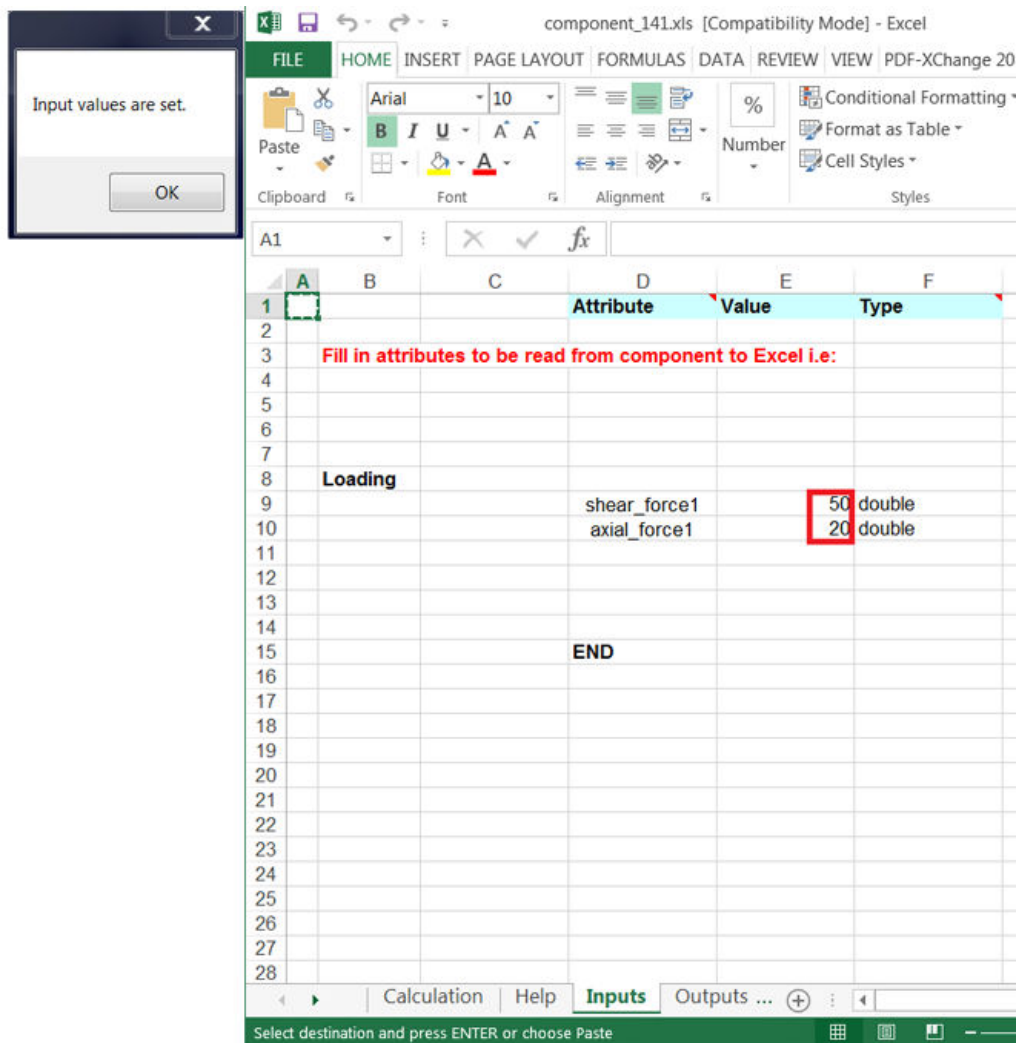 X
Input values are set.
OK
component_141.xls [Compatibility Mode] - Excel
FILE HOME INSERT PAGE LAYOUT FORMULAS DATA REVIEW VIEW PDF-XChange 20
Arial 10
% Conditional Formatting
B I U A A
Paste
Number
Format as Table
Cell Styles
Clipboard Font Alignment Styles
A1 fx
A B C D E F
1 Attribute Value Type
2
3 Fill in attributes to be read from component to Excel i.e:
4
5
6
7
8 Loading
9 shear_force1 50 double
10 axial_force1 20 double
11
12
13
14
15 END
16
17
18
19
20
21
22
23
24
25
26
27
28
Calculation Help Inputs Outputs ...
Select destination and press ENTER or choose Paste